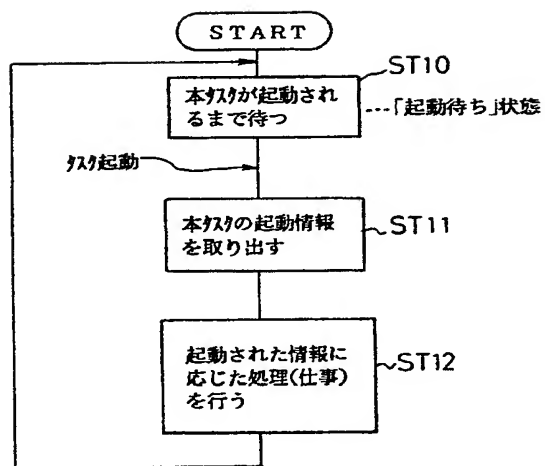 START
ST10
本タスクが起動され
るまで待つ
---「起動待ち」状態
タスク起動
本タスクの起動情報
を取り出す
ST11
起動された情報に
応じた処理(仕事)
を行う
ST12